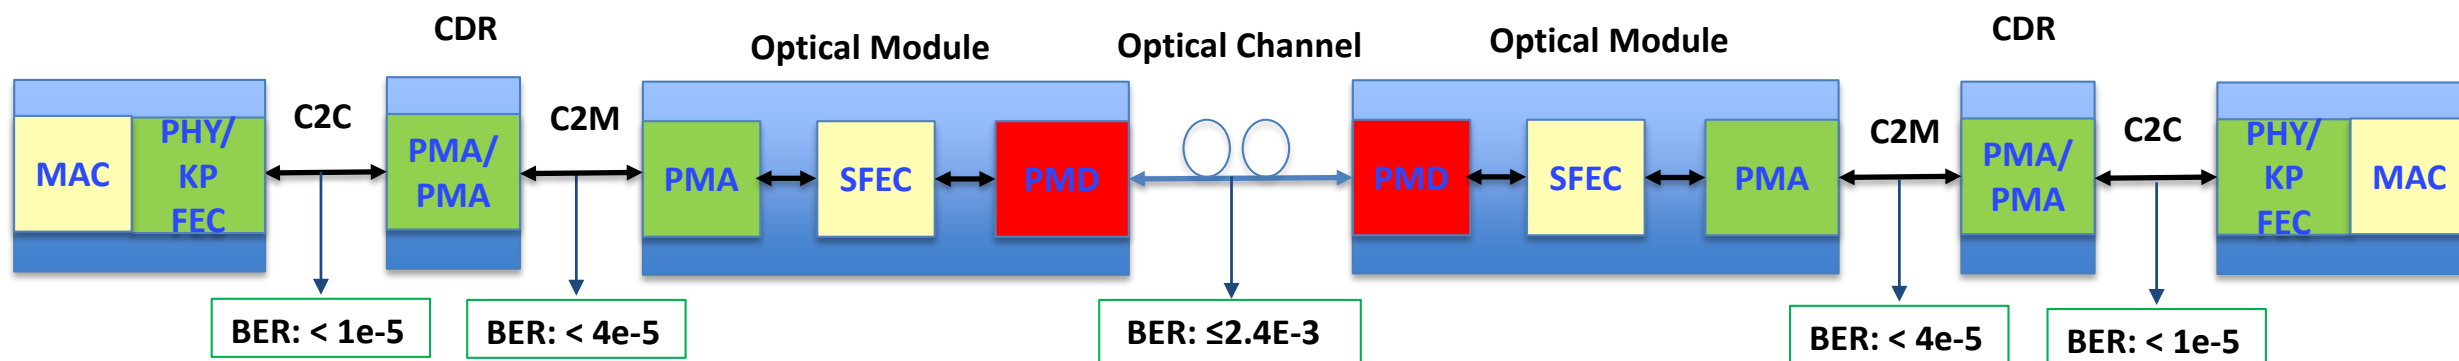 CDR
Optical Module
Optical Channel
Optical Module
CDR
C2C
C2M
C2M
C2C
MAC
PHY/
KP
FEC
PMA/
PMA
PMA
SFEC
PMD
PMD
SFEC
PMA
PMA/
PMA
PHY/
KP
FEC
MAC
BER: < 1e-5
BER: < 4e-5
BER: ≤2.4E-3
BER: < 4e-5
BER: < 1e-5